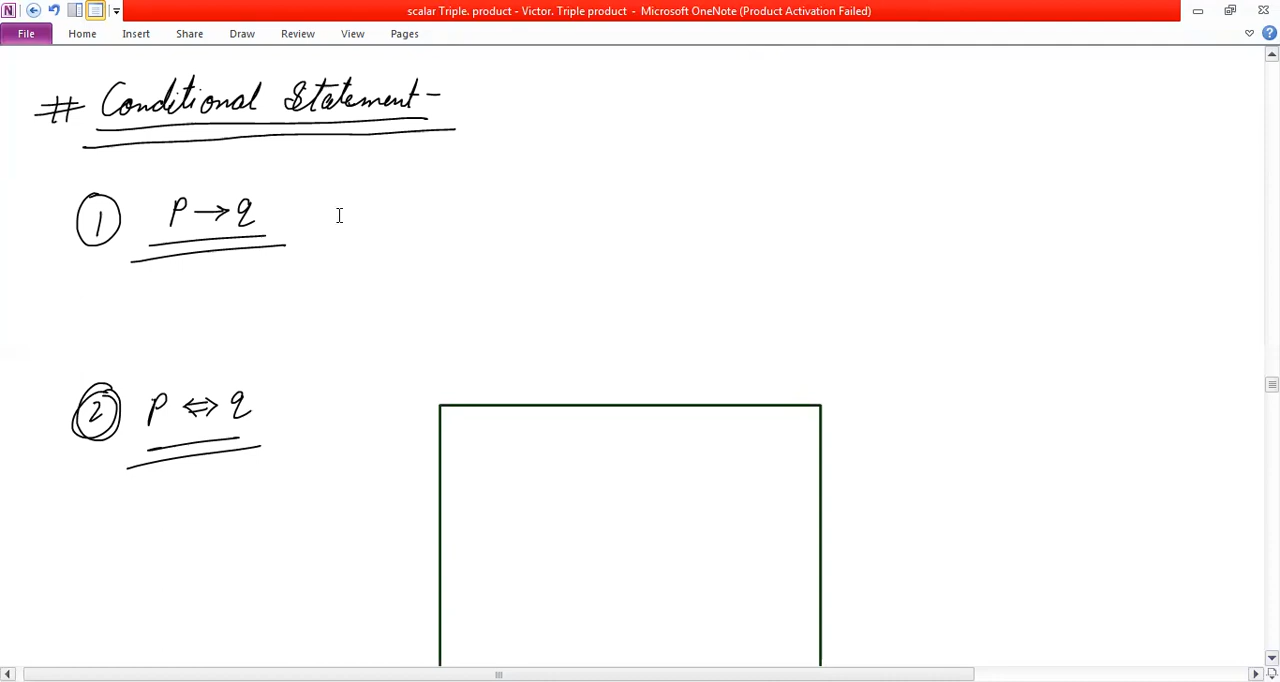 scalar Triple. product - Victor. Triple product - Microsoft OneNote (Product Activation Failed)
File Home Insert Share Draw Review View Pages
# Conditional Statement-
① P → q
② P ⇔ q